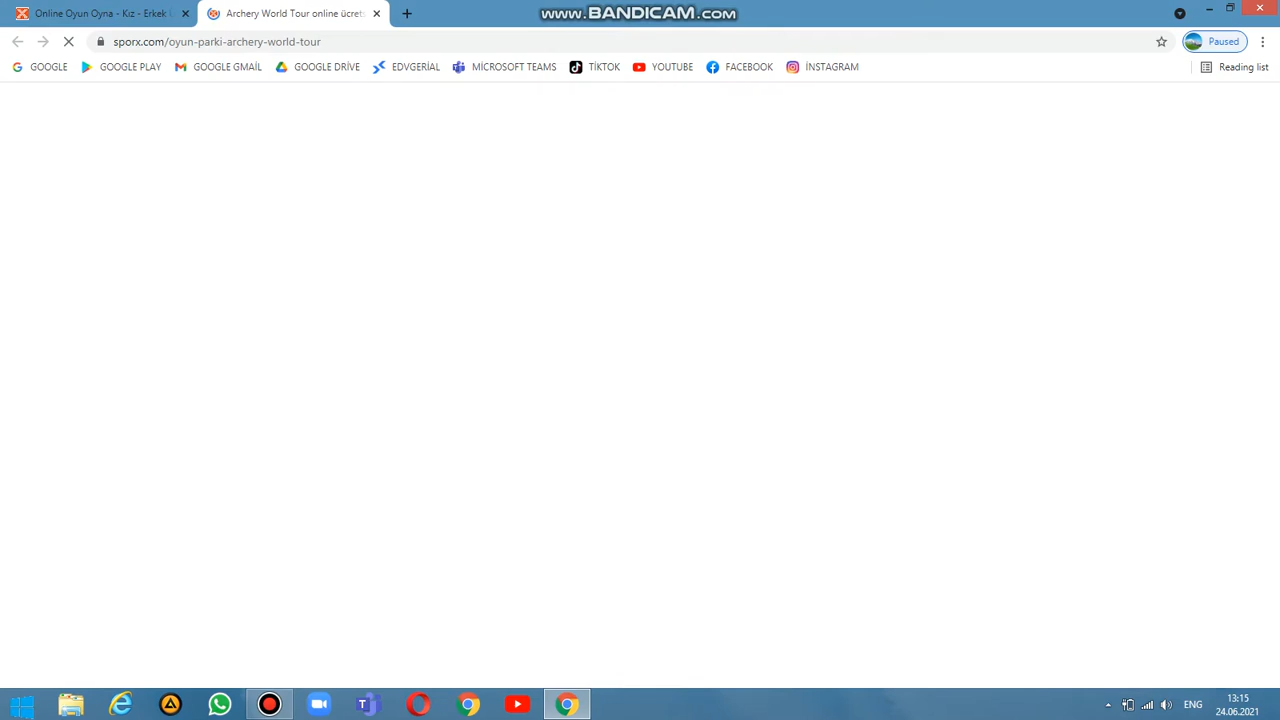 Online Oyun Oyna - Kız - Erkek
Archery World Tour online ücrets
www.BANDICAM.com
sporx.com/oyun-parki-archery-world-tour
Paused
GOOGLE GOOGLE PLAY GOOGLE GMAİL GOOGLE DRİVE EDVGERİAL MİCROSOFT TEAMS TİKTOK YOUTUBE FACEBOOK İNSTAGRAM Reading list
ENG
13:15
24.06.2021